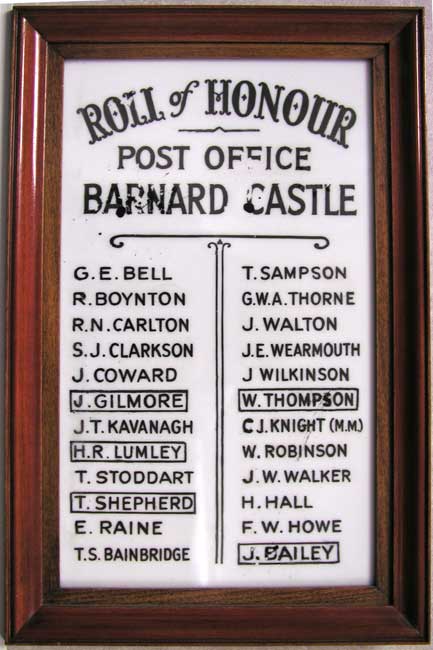 ROLL of HONOUR
POST OFFICE
BARNARD CASTLE
G.E. BELL
R. BOYNTON
R.N. CARLTON
S.J. CLARKSON
J. COWARD
J. GILMORE
J.T. KAVANAGH
H.R. LUMLEY
T. STODDART
T. SHEPHERD
E. RAINE
T.S. BAINBRIDGE
T. SAMPSON
G.W.A. THORNE
J. WALTON
J.E. WEARMOUTH
J WILKINSON
W. THOMPSON
C J. KNIGHT (M.M.)
W. ROBINSON
J.W. WALKER
H. HALL
F.W. HOWE
J. BAILEY